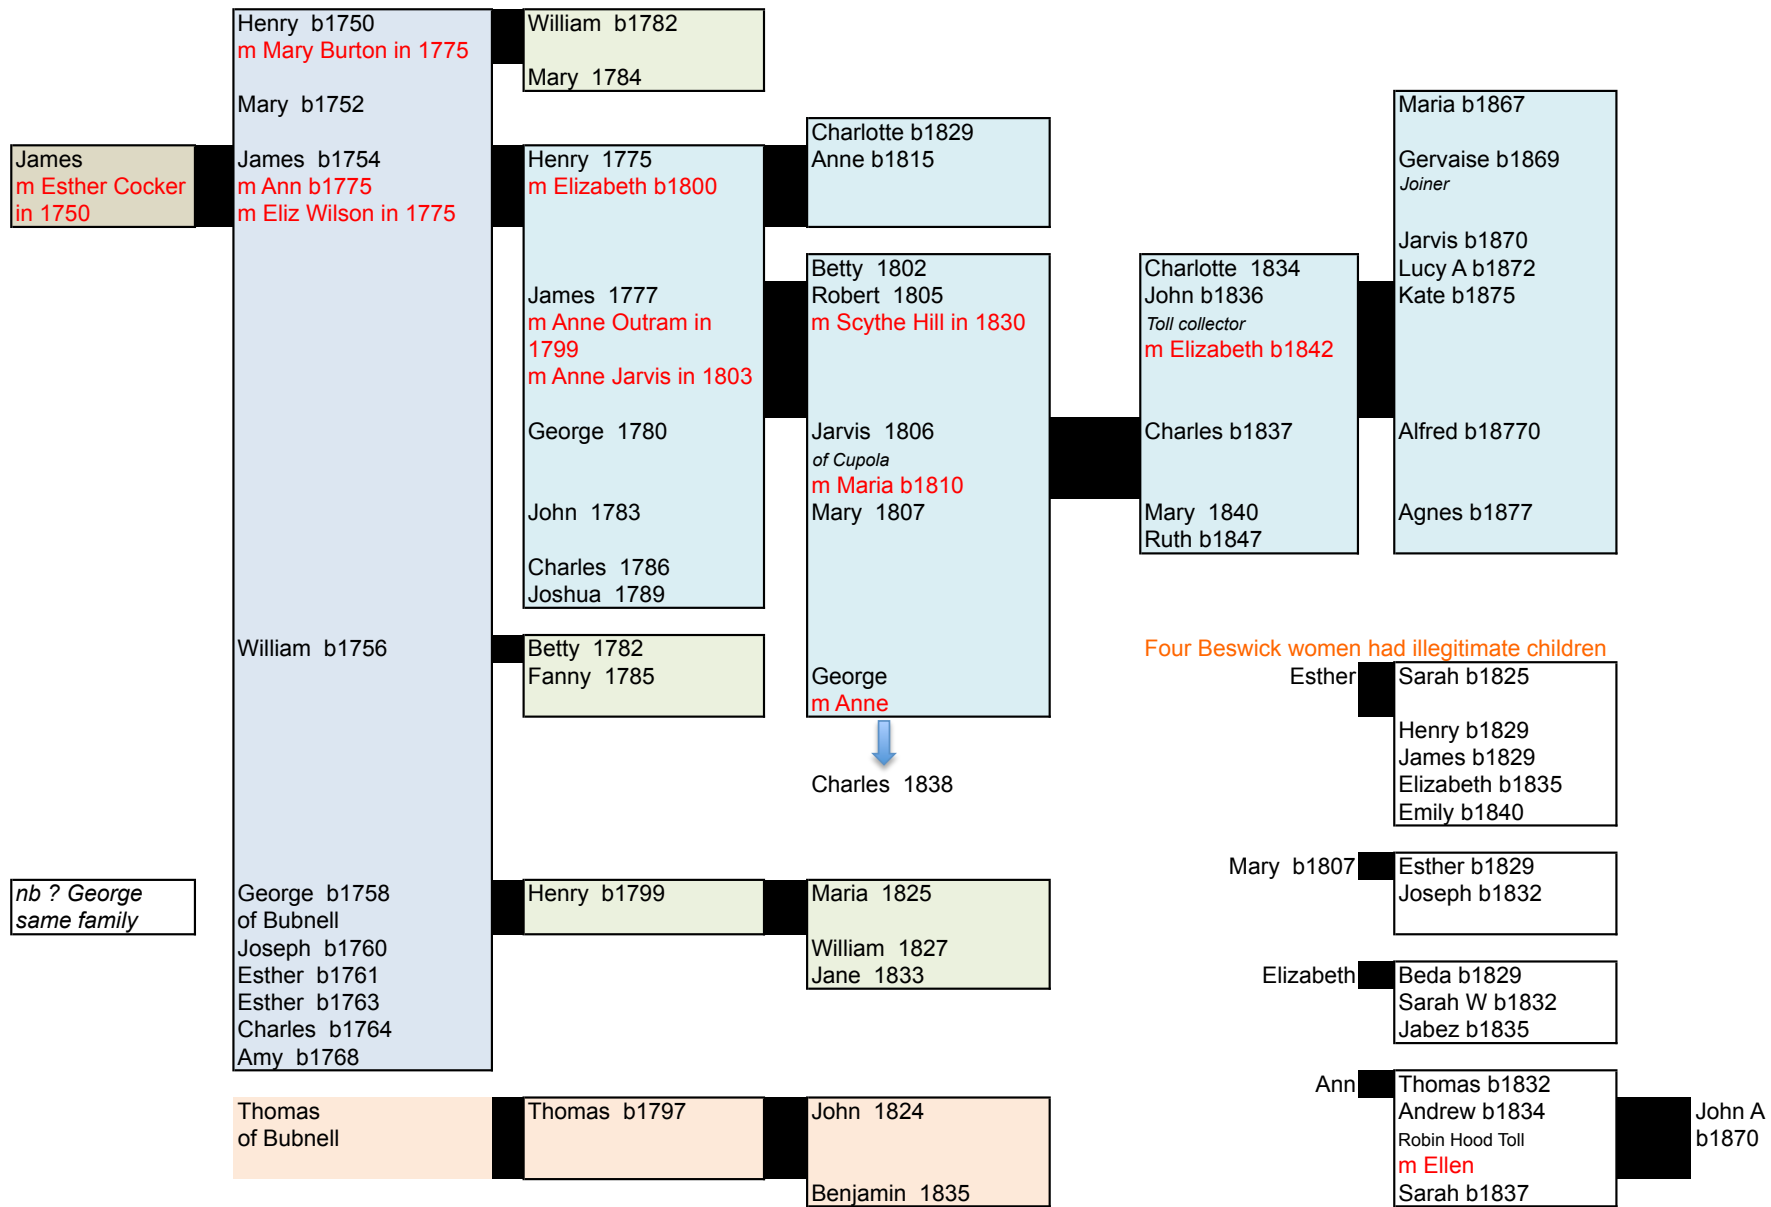 James
m Esther Cocker
in 1750
nb ? George
same family
Henry b1750
m Mary Burton in 1775
Mary b1752
James b1754
m Ann b1775
m Eliz Wilson in 1775
William b1756
George b1758
of Bubnell
Joseph b1760
Esther b1761
Esther b1763
Charles b1764
Amy b1768
Thomas
of Bubnell
William b1782
Mary 1784
Henry 1775
m Elizabeth b1800
James 1777
m Anne Outram in
1799
m Anne Jarvis in 1803
George 1780
John 1783
Charles 1786
Joshua 1789
Betty 1782
Fanny 1785
Henry b1799
Thomas b1797
Charlotte b1829
Anne b1815
Betty 1802
Robert 1805
m Scythe Hill in 1830
Jarvis 1806
of Cupola
m Maria b1810
Mary 1807
George
m Anne
Charles 1838
Maria 1825
William 1827
Jane 1833
John 1824
Benjamin 1835
Charlotte 1834
John b1836
Toll collector
m Elizabeth b1842
Charles b1837
Mary 1840
Ruth b1847
Maria b1867
Gervaise b1869
Joiner
Jarvis b1870
Lucy A b1872
Kate b1875
Alfred b18770
Agnes b1877
Four Beswick women had illegitimate children
Esther
Sarah b1825
Henry b1829
James b1829
Elizabeth b1835
Emily b1840
Mary b1807
Esther b1829
Joseph b1832
Elizabeth
Beda b1829
Sarah W b1832
Jabez b1835
Ann
Thomas b1832
Andrew b1834
Robin Hood Toll
m Ellen
Sarah b1837
John A
b1870